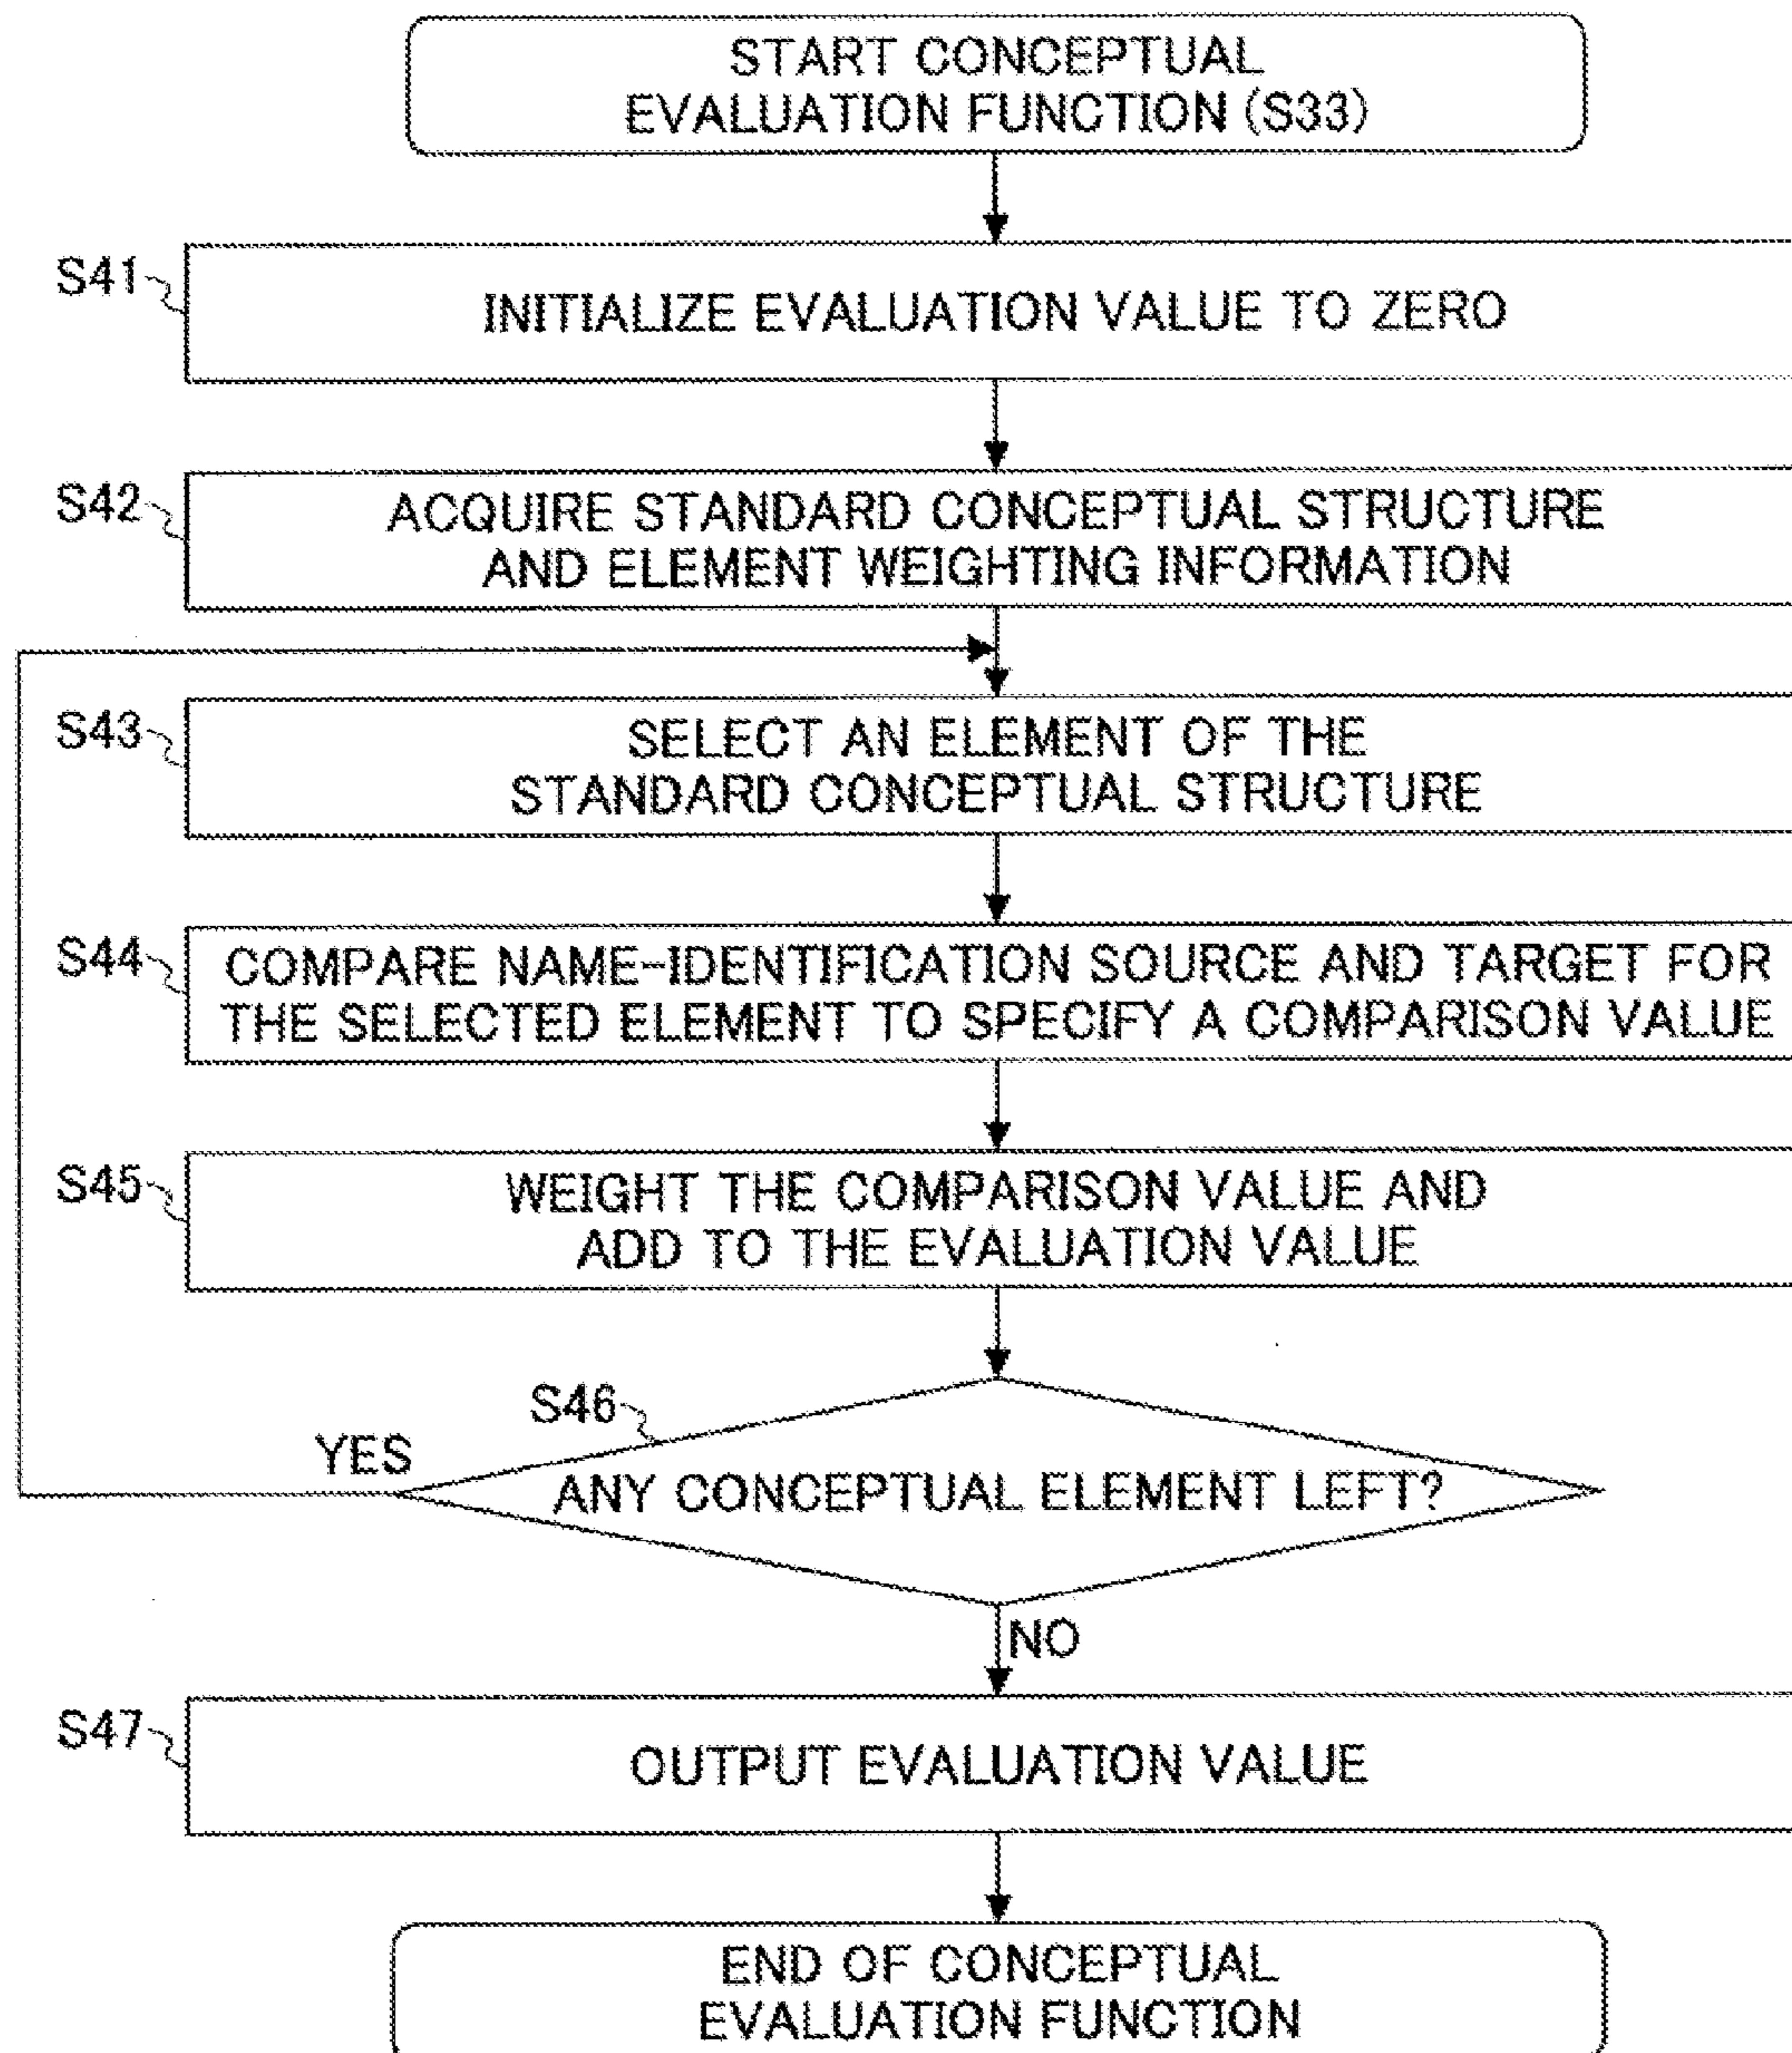 START CONCEPTUAL
EVALUATION FUNCTION (S33)
S41
INITIALIZE EVALUATION VALUE TO ZERO
S42
ACQUIRE STANDARD CONCEPTUAL STRUCTURE
AND ELEMENT WEIGHTING INFORMATION
S43
SELECT AN ELEMENT OF THE
STANDARD CONCEPTUAL STRUCTURE
S44
COMPARE NAME-IDENTIFICATION SOURCE AND TARGET FOR
THE SELECTED ELEMENT TO SPECIFY A COMPARISON VALUE
S45
WEIGHT THE COMPARISON VALUE AND
ADD TO THE EVALUATION VALUE
S46
YES
ANY CONCEPTUAL ELEMENT LEFT?
NO
S47
OUTPUT EVALUATION VALUE
END OF CONCEPTUAL
EVALUATION FUNCTION